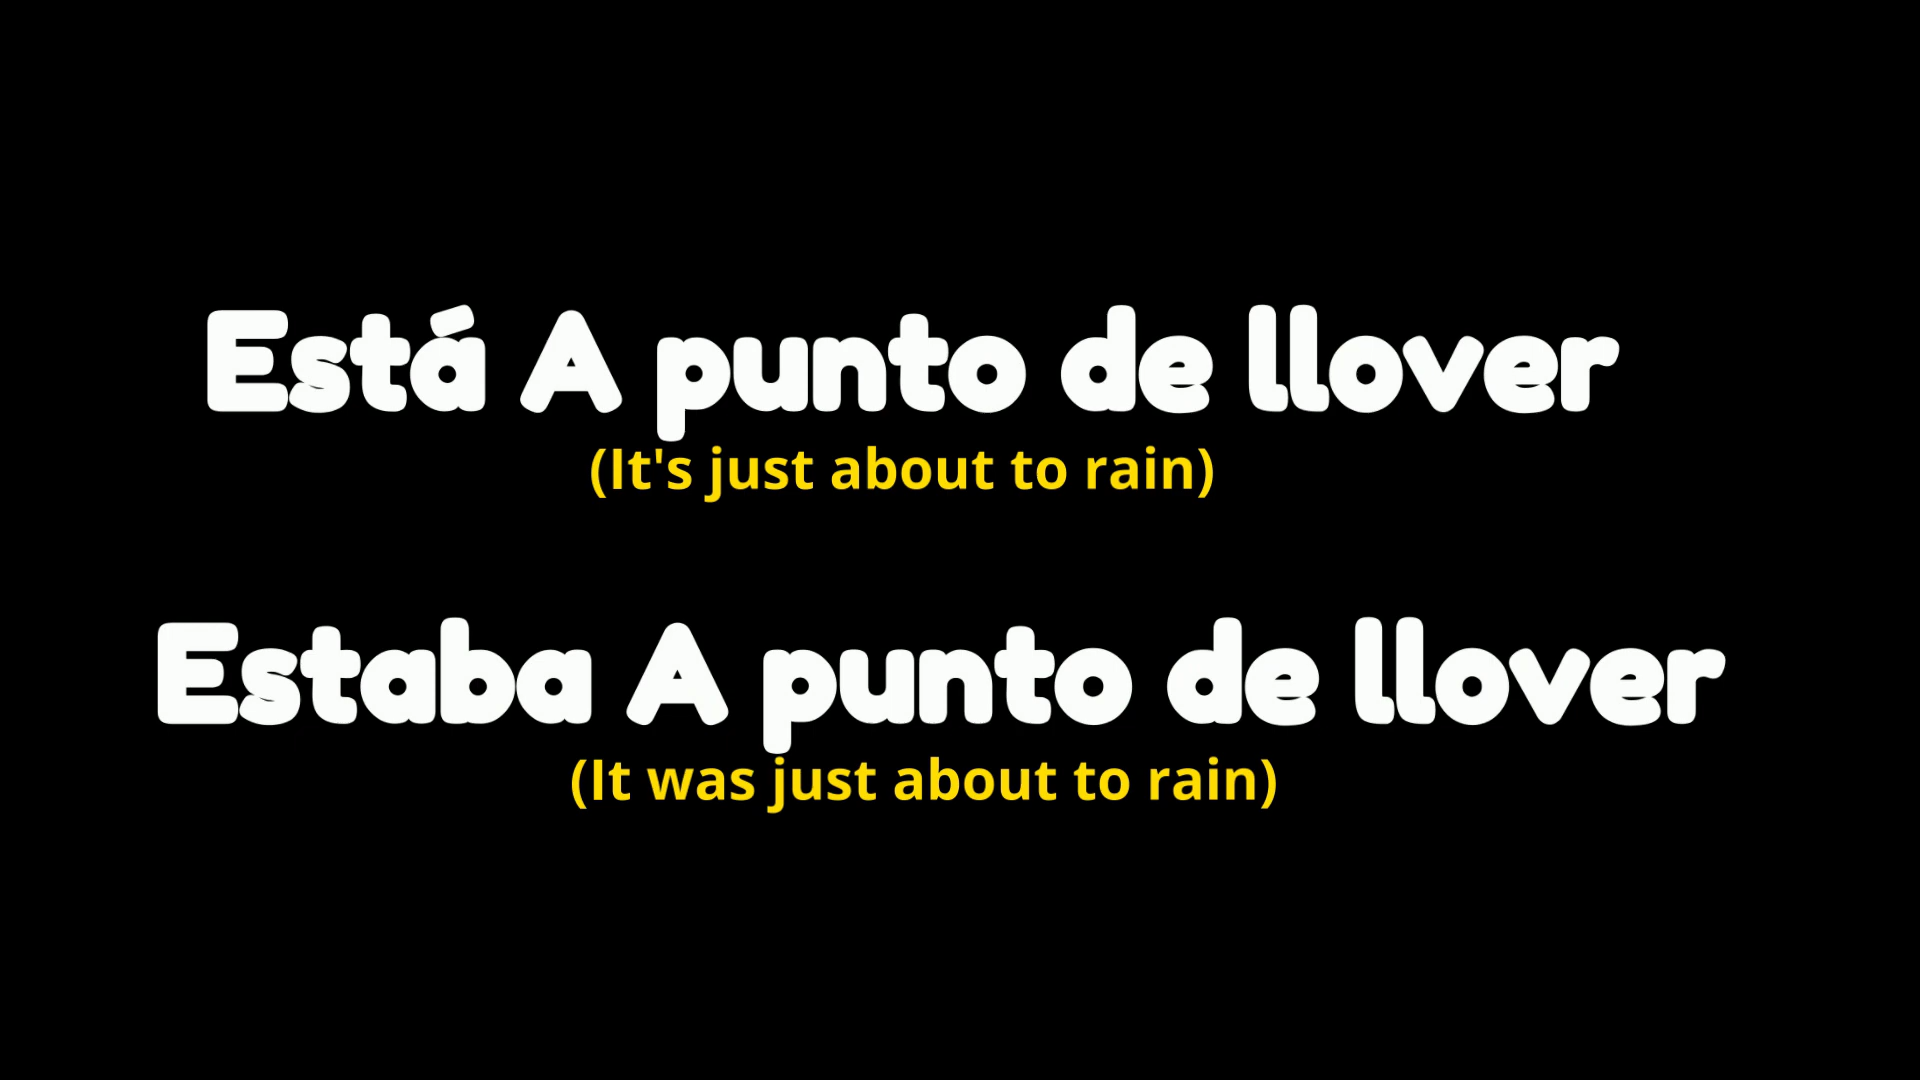 Está A punto de llover
(It's just about to rain)
Estaba A punto de llover
(It was just about to rain)